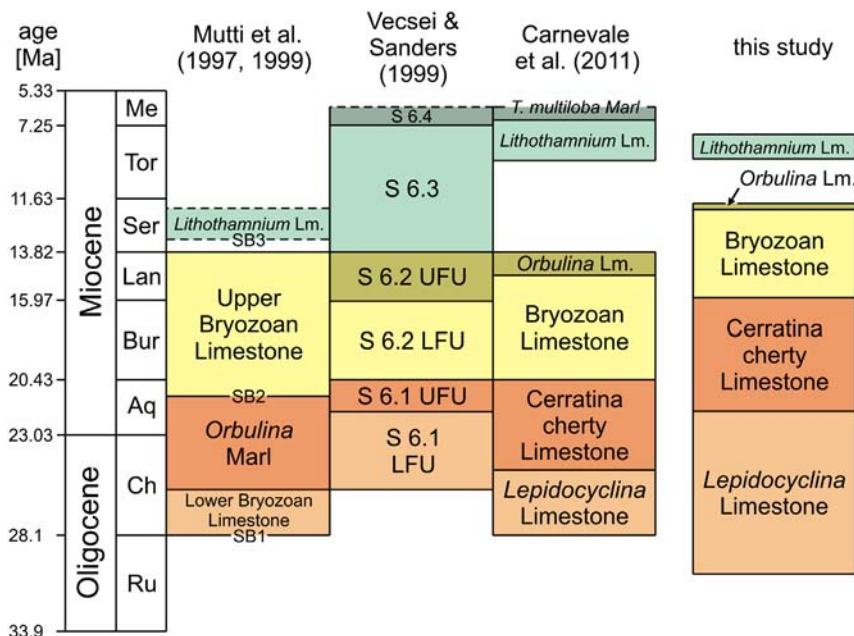 age
[Ma]
Mutti et al.
(1997, 1999)
Vecsei &
Sanders
(1999)
Carnevale
et al. (2011)
this study
5.33
7.25
11.63
13.82
15.97
20.43
23.03
28.1
33.9
Miocene
Oligocene
Me
Tor
Ser
Lan
Bur
Aq
Ch
Ru
Lithothamnium Lm.
SB3
Upper
Bryozoan
Limestone
SB2
Orbulina
Marl
Lower Bryozoan
Limestone
SB1
S 6.4
S 6.3
S 6.2 UFU
S 6.2 LFU
S 6.1 UFU
S 6.1
LFU
T. multiloba Marl
Lithothamnium Lm.
Orbulina Lm.
Bryozoan
Limestone
Cerratina
cherty
Limestone
Lepidocyclina
Limestone
Lithothamnium Lm.
Orbulina Lm.
Bryozoan
Limestone
Cerratina
cherty
Limestone
Lepidocyclina
Limestone